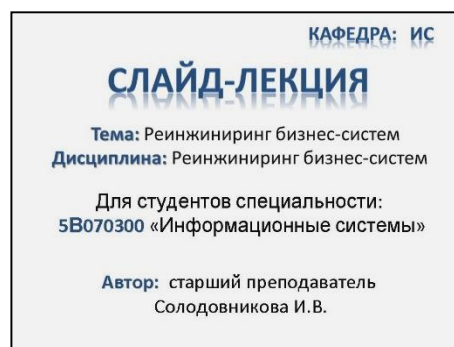 КАФЕДРА: ИС
СЛАЙД-ЛЕКЦИЯ
Тема: Реинжиниринг бизнес-систем
Дисциплина: Реинжиниринг бизнес-систем
Для студентов специальности:
5В070300 «Информационные системы»
Автор: старший преподаватель
Солодовникова И.В.